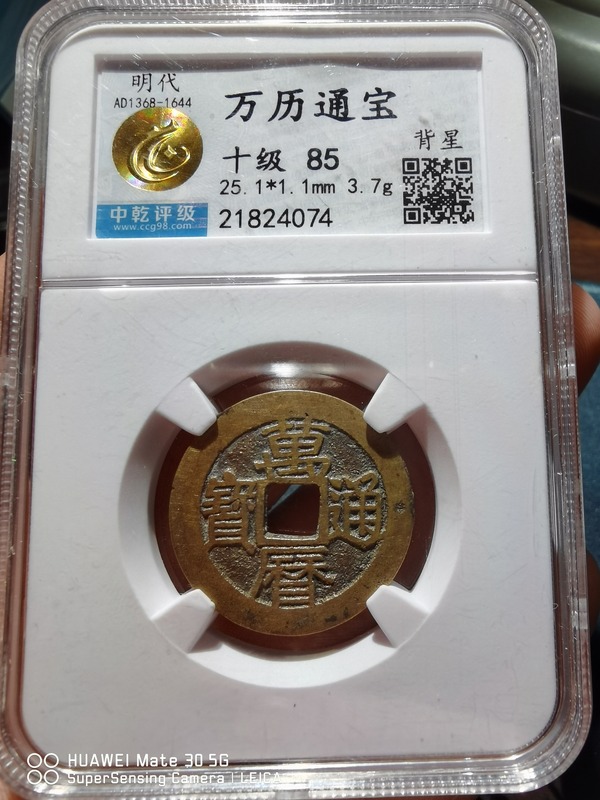 明代
AD1368-1644
万历通宝
背星
十级 85
25.1*1.1mm 3.7g
中乾评级
www.ccg98.com
21824074
萬曆通寶
HUAWEI Mate 30 5G
SuperSensing Camera | LEICA